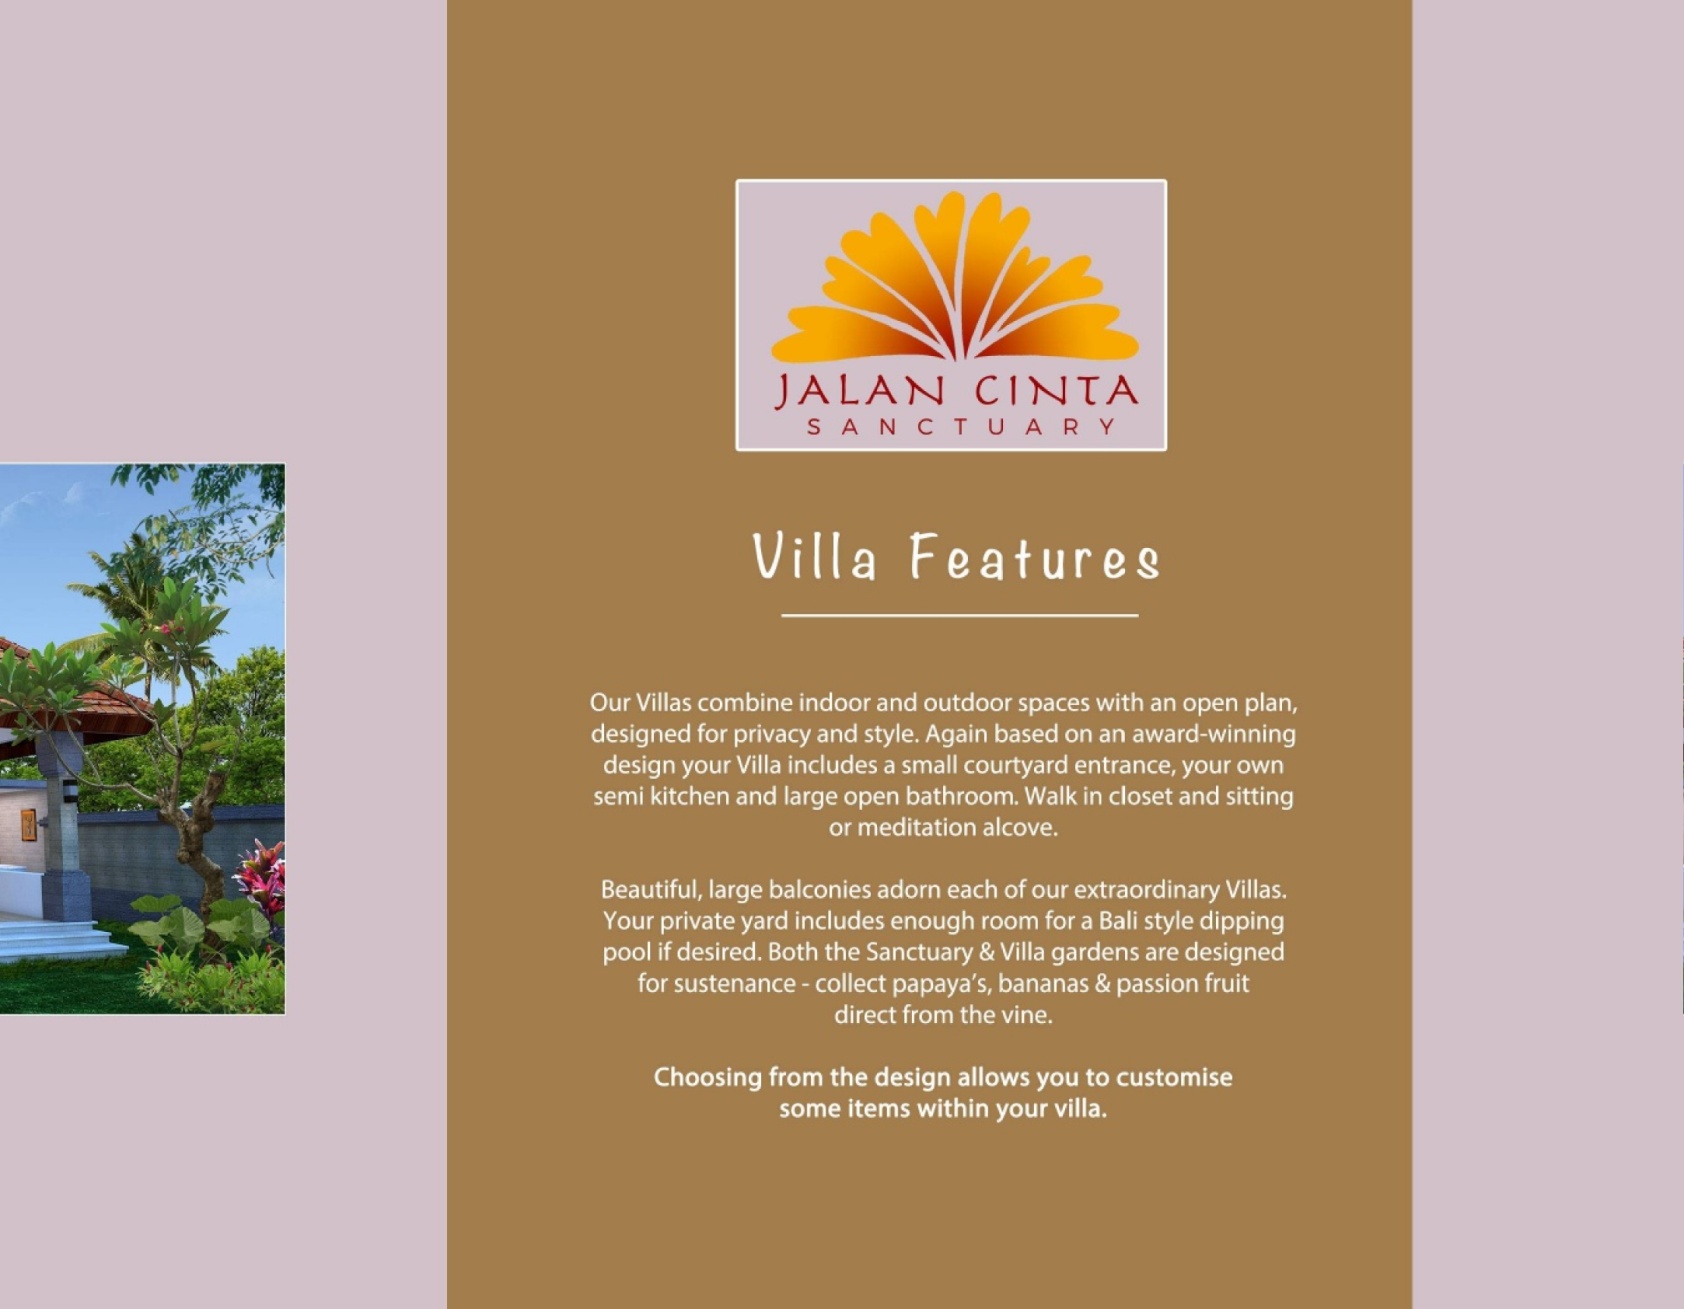 JALAN CINTA
SANCTUARY
Villa Features
Our Villas combine indoor and outdoor spaces with an open plan,
designed for privacy and style. Again based on an award-winning
design your Villa includes a small courtyard entrance, your own
semi kitchen and large open bathroom. Walk in closet and sitting
or meditation alcove.
Beautiful, large balconies adorn each of our extraordinary Villas.
Your private yard includes enough room for a Bali style dipping
pool if desired. Both the Sanctuary & Villa gardens are designed
for sustenance - collect papaya’s, bananas & passion fruit
direct from the vine.
Choosing from the design allows you to customise
some items within your villa.